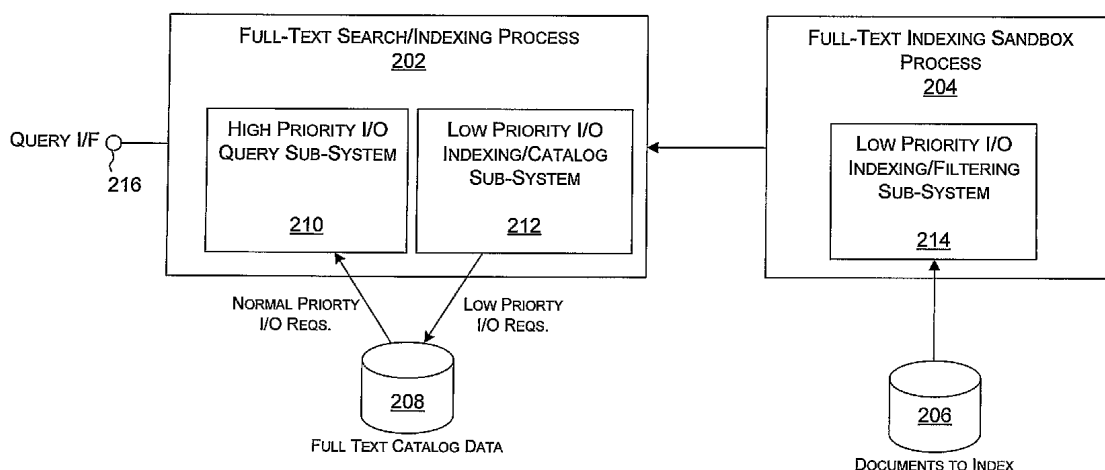 FULL-TEXT SEARCH/INDEXING PROCESS
202
FULL-TEXT INDEXING SANDBOX
PROCESS
204
QUERY I/F
216
HIGH PRIORITY I/O
QUERY SUB-SYSTEM
210
LOW PRIORITY I/O
INDEXING/CATALOG
SUB-SYSTEM
212
LOW PRIORITY I/O
INDEXING/FILTERING
SUB-SYSTEM
214
NORMAL PRIORTY
I/O REQS.
LOW PRIORTY
I/O REQS.
208
FULL TEXT CATALOG DATA
206
DOCUMENTS TO INDEX